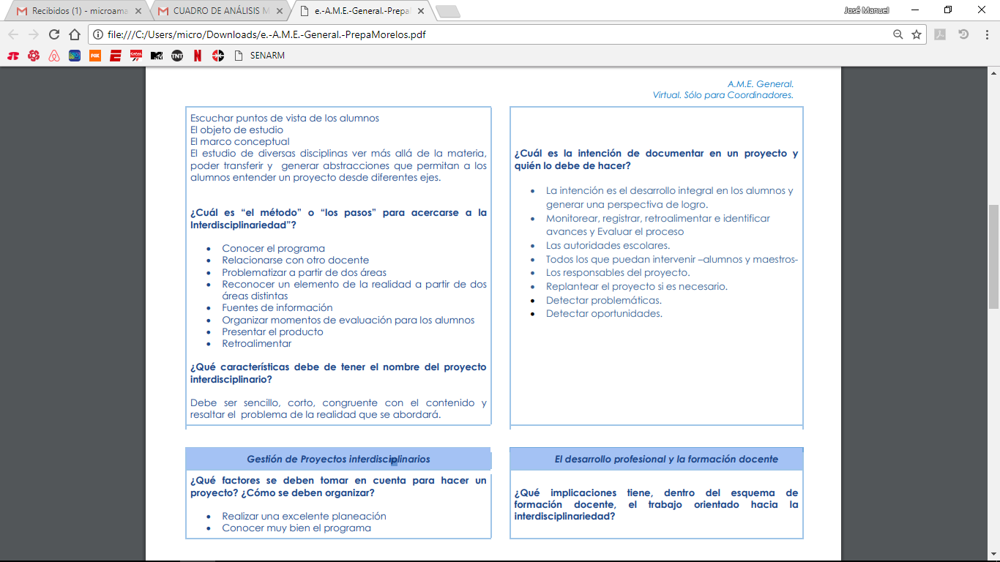 Recibidos (1) - microama
CUADRO DE ANÁLISIS M
e.-A.M.E.-General.-Prepa
José Manuel
file:///C:/Users/micro/Downloads/e.-A.M.E.-General.-PrepaMorelos.pdf
go!
FOX
E
CANAL
MTV
TNT
N
SENARM
A.M.E. General.
Virtual. Sólo para Coordinadores.
Escuchar puntos de vista de los alumnos
El objeto de estudio
El marco conceptual
El estudio de diversas disciplinas ver más allá de la materia,
poder transferir y generar abstracciones que permitan a los
alumnos entender un proyecto desde diferentes ejes.
¿Cuál es “el método” o “los pasos” para acercarse a la
Interdisciplinariedad”?
• Conocer el programa
• Relacionarse con otro docente
• Problematizar a partir de dos áreas
• Reconocer un elemento de la realidad a partir de dos
áreas distintas
• Fuentes de información
• Organizar momentos de evaluación para los alumnos
• Presentar el producto
• Retroalimentar
¿Qué características debe de tener el nombre del proyecto
interdisciplinario?
Debe ser sencillo, corto, congruente con el contenido y
resaltar el problema de la realidad que se abordará.
¿Cuál es la intención de documentar en un proyecto y
quién lo debe de hacer?
• La intención es el desarrollo integral en los alumnos y
generar una perspectiva de logro.
• Monitorear, registrar, retroalimentar e identificar
avances y Evaluar el proceso
• Las autoridades escolares.
• Todos los que puedan intervenir –alumnos y maestros-
• Los responsables del proyecto.
• Replantear el proyecto si es necesario.
• Detectar problemáticas.
• Detectar oportunidades.
Gestión de Proyectos interdisciplinarios
¿Qué factores se deben tomar en cuenta para hacer un
proyecto? ¿Cómo se deben organizar?
• Realizar una excelente planeación
• Conocer muy bien el programa
El desarrollo profesional y la formación docente
¿Qué implicaciones tiene, dentro del esquema de
formación docente, el trabajo orientado hacia la
interdisciplinariedad?